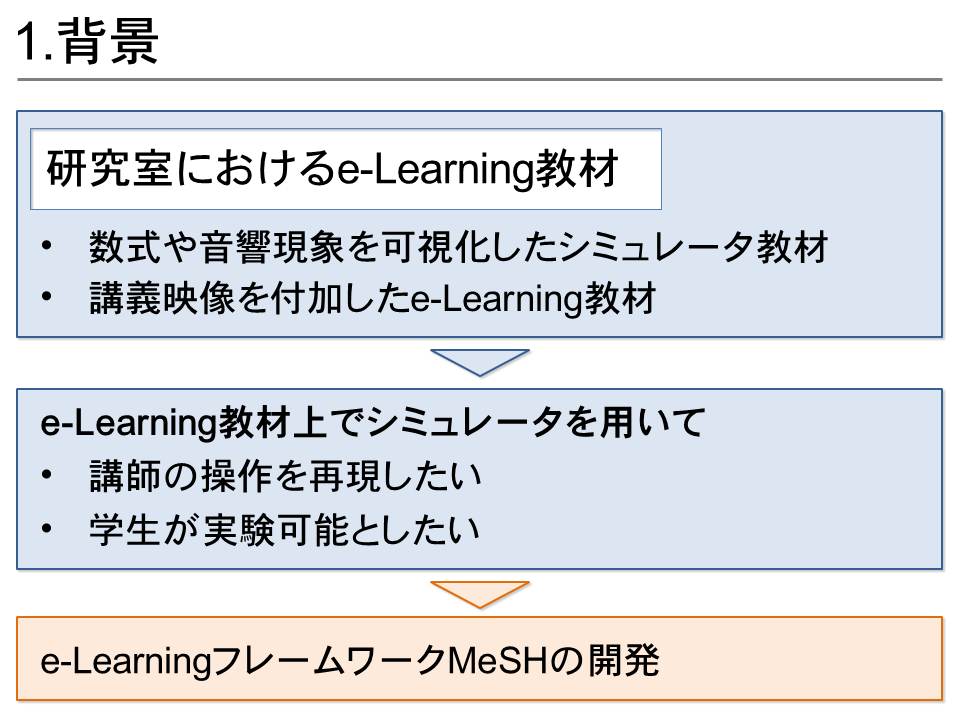 1.背景
研究室におけるe-Learning教材
• 数式や音響現象を可視化したシミュレータ教材
• 講義映像を付加したe-Learning教材
e-Learning教材上でシミュレータを用いて
• 講師の操作を再現したい
• 学生が実験可能としたい
e-LearningフレームワークMeSHの開発